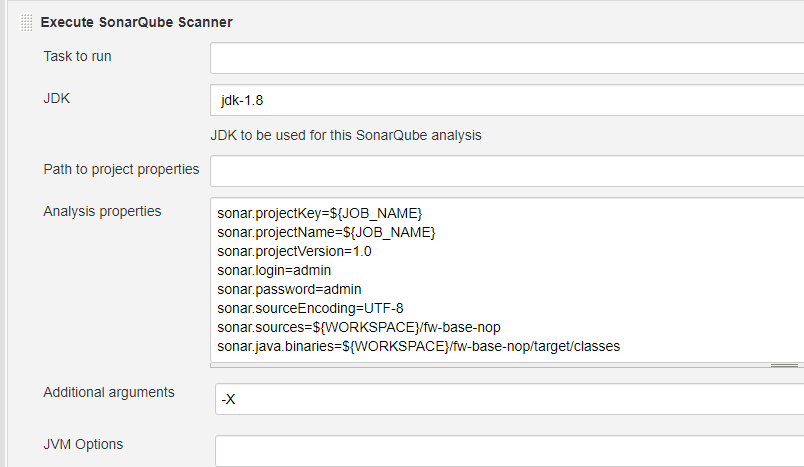 Execute SonarQube Scanner
Task to run
JDK
jdk-1.8
JDK to be used for this SonarQube analysis
Path to project properties
Analysis properties
sonar.projectKey=${JOB_NAME}
sonar.projectName=${JOB_NAME}
sonar.projectVersion=1.0
sonar.login=admin
sonar.password=admin
sonar.sourceEncoding=UTF-8
sonar.sources=${WORKSPACE}/fw-base-nop
sonar.java.binaries=${WORKSPACE}/fw-base-nop/target/classes
Additional arguments
-X
JVM Options